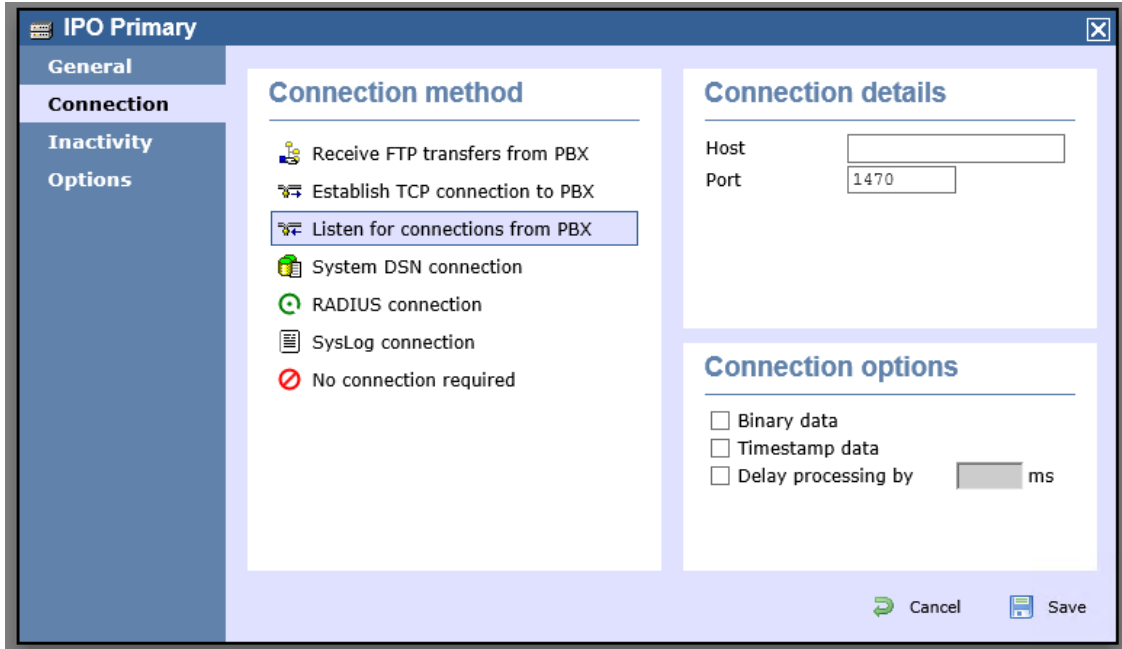 IPO Primary
General
Connection
Inactivity
Options
Connection method
Receive FTP transfers from PBX
Establish TCP connection to PBX
Listen for connections from PBX
System DSN connection
RADIUS connection
SysLog connection
No connection required
Connection details
Host
Port 1470
Connection options
Binary data
Timestamp data
Delay processing by ms
Cancel Save